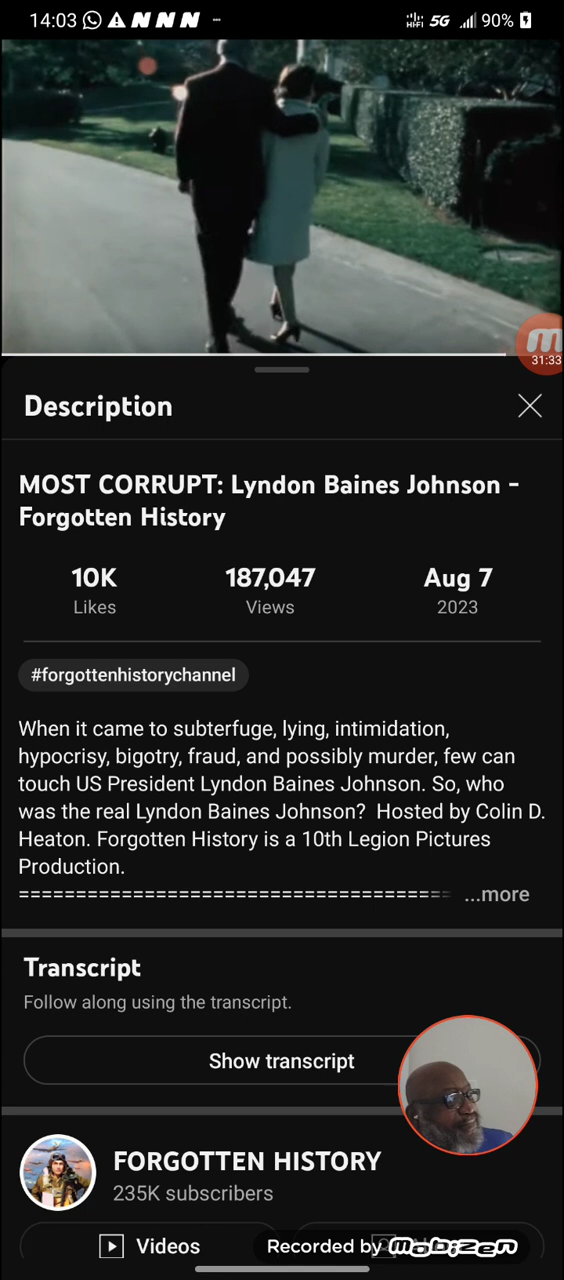 14:03 N N N 5G 90%
31:33
Description
MOST CORRUPT: Lyndon Baines Johnson -
Forgotten History
10K 187,047 Aug 7
Likes Views 2023
#forgottenhistorychannel
When it came to subterfuge, lying, intimidation,
hypocrisy, bigotry, fraud, and possibly murder, few can
touch US President Lyndon Baines Johnson. So, who
was the real Lyndon Baines Johnson? Hosted by Colin D.
Heaton. Forgotten History is a 10th Legion Pictures
Production.
====================================== ...more
Transcript
Follow along using the transcript.
Show transcript
FORGOTTEN HISTORY
235K subscribers
Videos
Recorded by mobizen